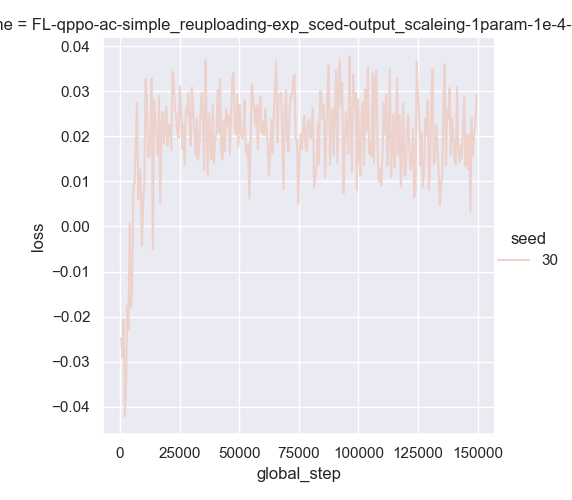 ne = FL-qppo-ac-simple_reuploading-exp_sced-output_scaleing-1param-1e-4-
0.04
0.03
0.02
0.01
0.00
−0.01
−0.02
−0.03
−0.04
loss
0 25000 50000 75000 100000 125000 150000
global_step
seed
30